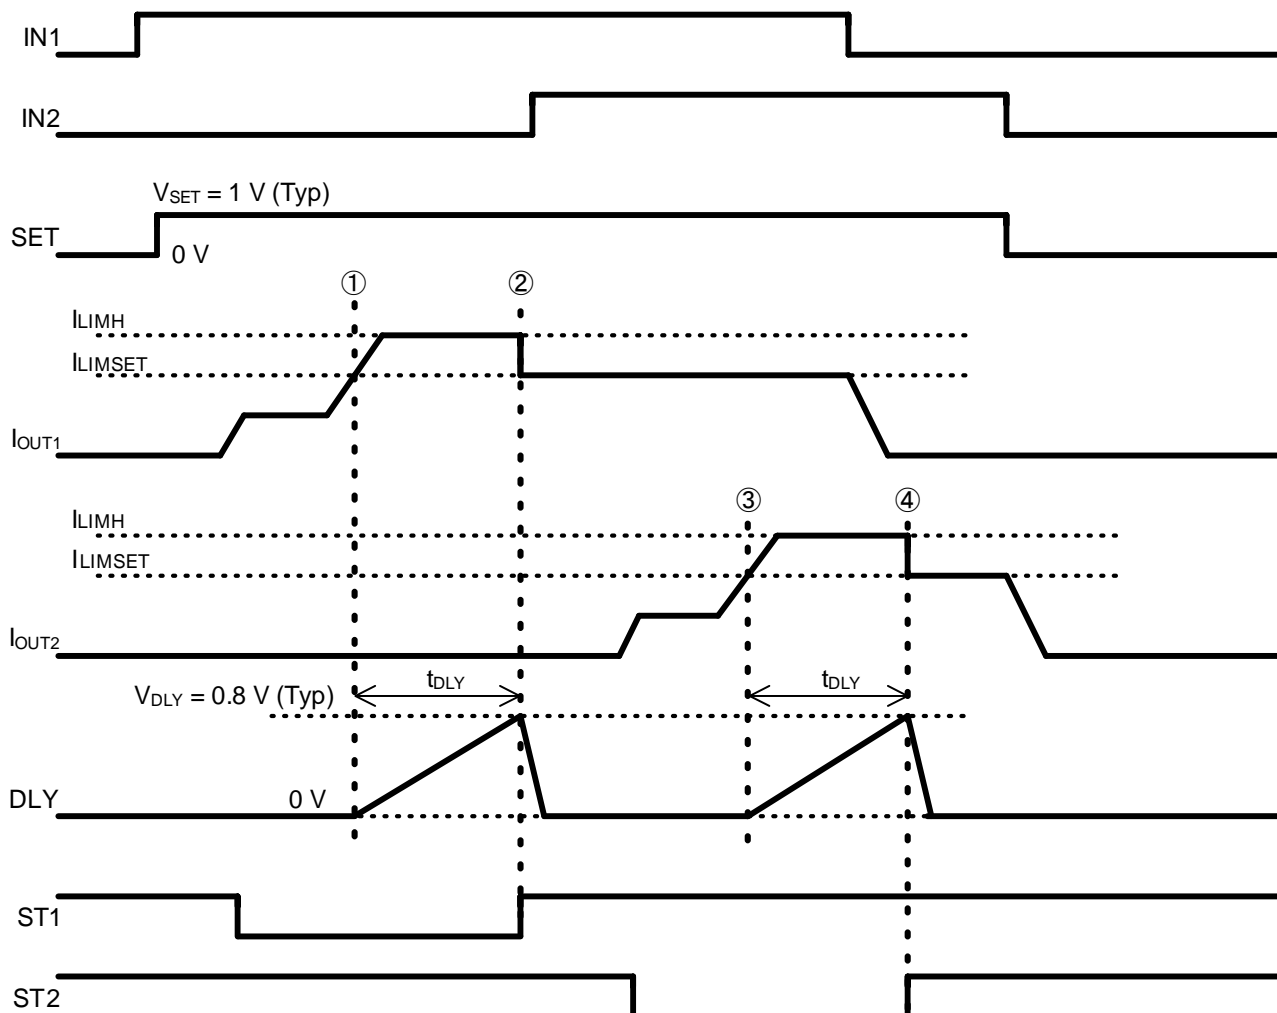 IN1
IN2
VSET = 1 V (Typ)
SET
0 V
① ②
ILIMH
ILIMSET
IOUT1
③ ④
ILIMH
ILIMSET
IOUT2
VDLY = 0.8 V (Typ)
tDLY tDLY
DLY
0 V
ST1
ST2